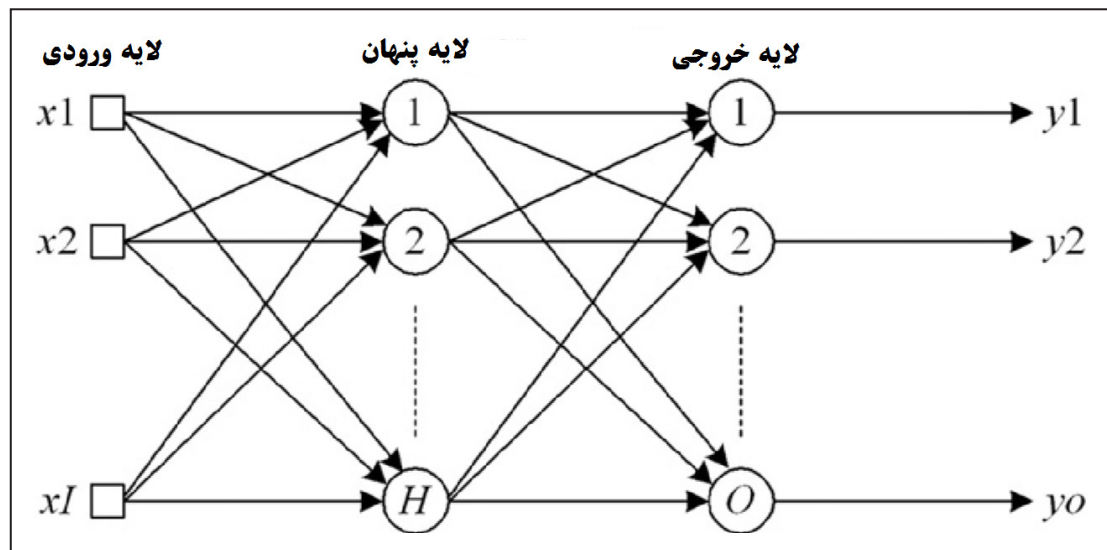 لایه ورودی
لایه پنهان
لایه خروجی
x1 1 1 y1
x2 2 2 y2
xI H O yo